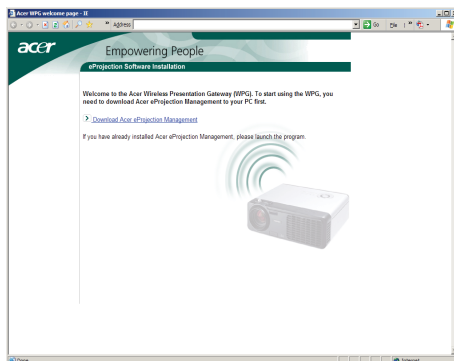 Acer WPG welcome page - IE
Address
Go
File
acer
Empowering People
eProjection Software Installation
Welcome to the Acer Wireless Presentation Gateway (WPG). To start using the WPG, you
need to download Acer eProjection Management to your PC first.
Download Acer eProjection Management
If you have already installed Acer eProjection Management, please launch the program
Done
Internet